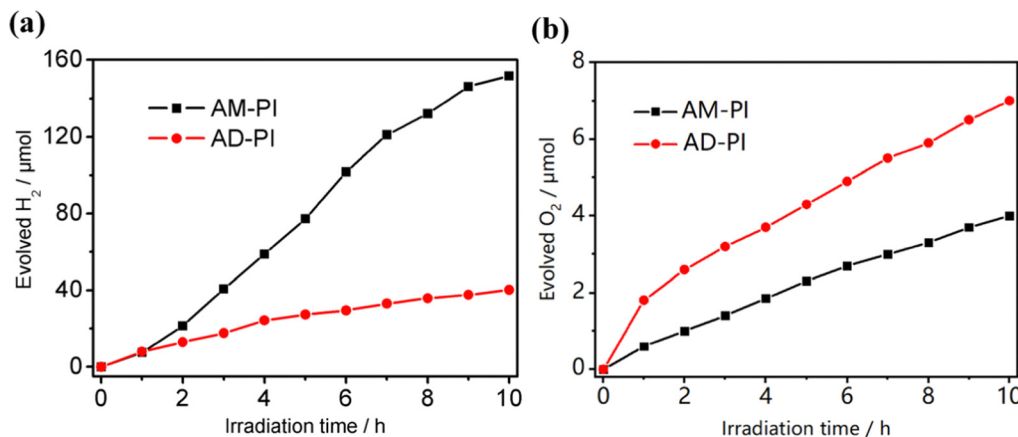 (a)
160
120
80
40
0
Evolved H₂ / μmol
AM-PI
AD-PI
0 2 4 6 8 10
Irradiation time / h
(b)
8
6
4
2
0
Evolved O₂ / μmol
AM-PI
AD-PI
0 2 4 6 8 10
Irradiation time / h